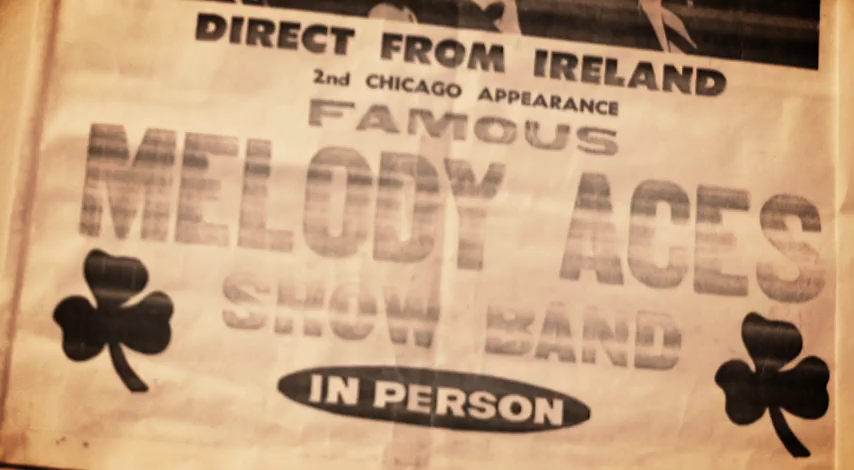 DIRECT FROM IRELAND
2nd CHICAGO APPEARANCE
FAMOUS
MELODY ACES
SHOW BAND
IN PERSON